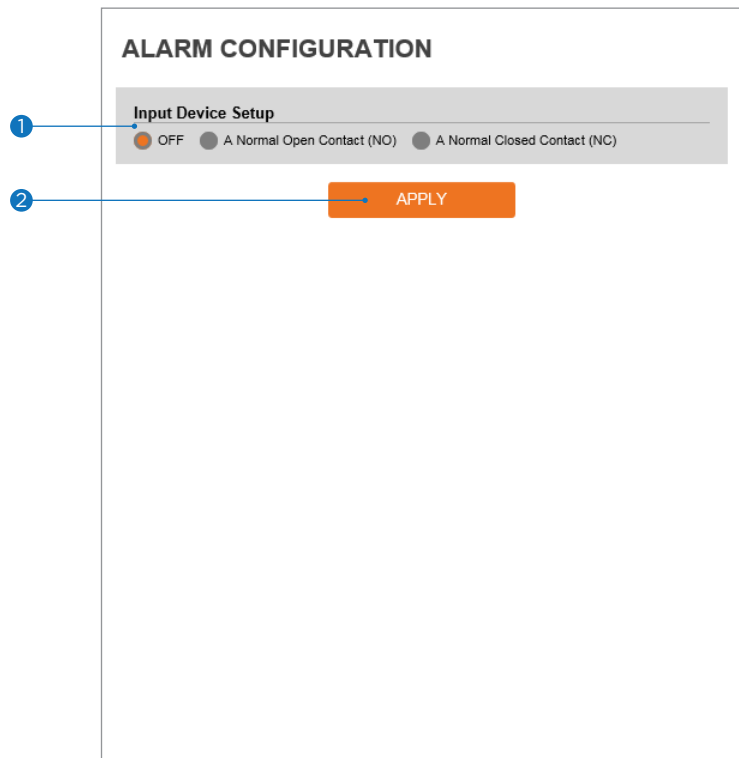 ALARM CONFIGURATION
Input Device Setup
1
OFF A Normal Open Contact (NO) A Normal Closed Contact (NC)
2 APPLY